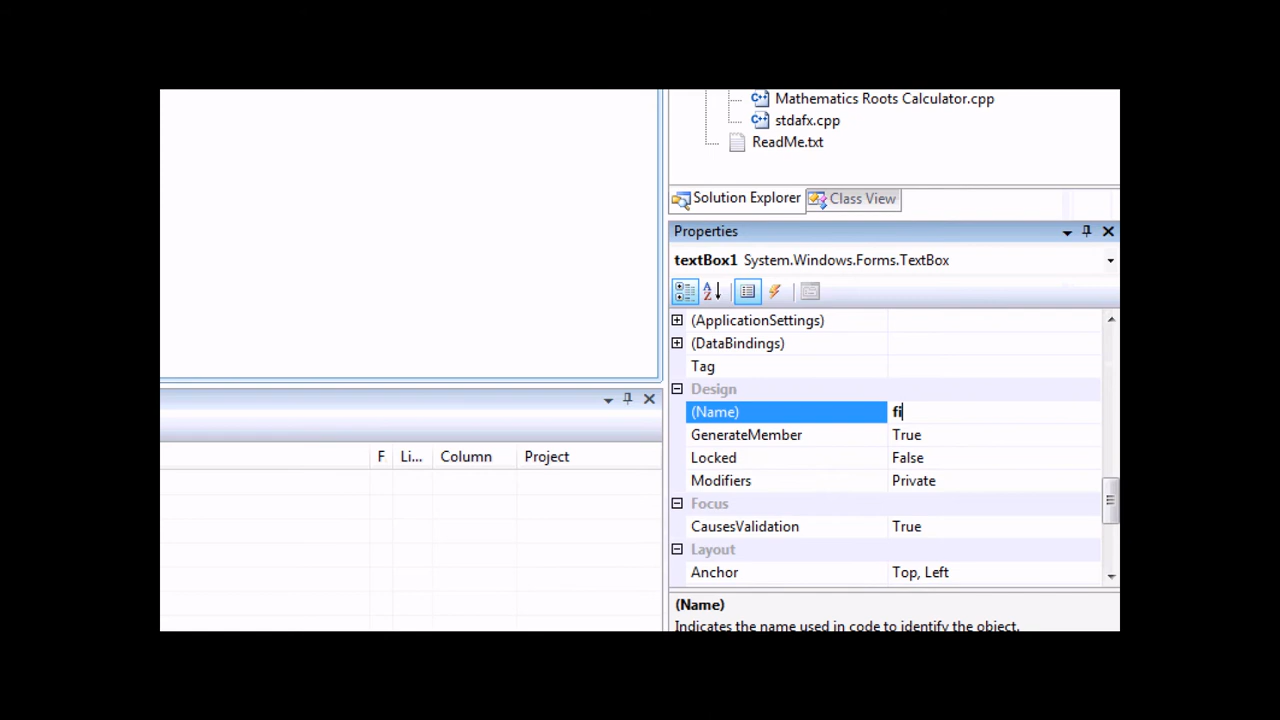 Mathematics Roots Calculator.cpp
stdafx.cpp
ReadMe.txt
Solution Explorer
Class View
Properties
textBox1 System.Windows.Forms.TextBox
(ApplicationSettings)
(DataBindings)
Tag
Design
(Name) fi
GenerateMember True
Locked False
Modifiers Private
Focus
CausesValidation True
Layout
Anchor Top, Left
(Name)
Indicates the name used in code to identify the object.
F Li... Column Project